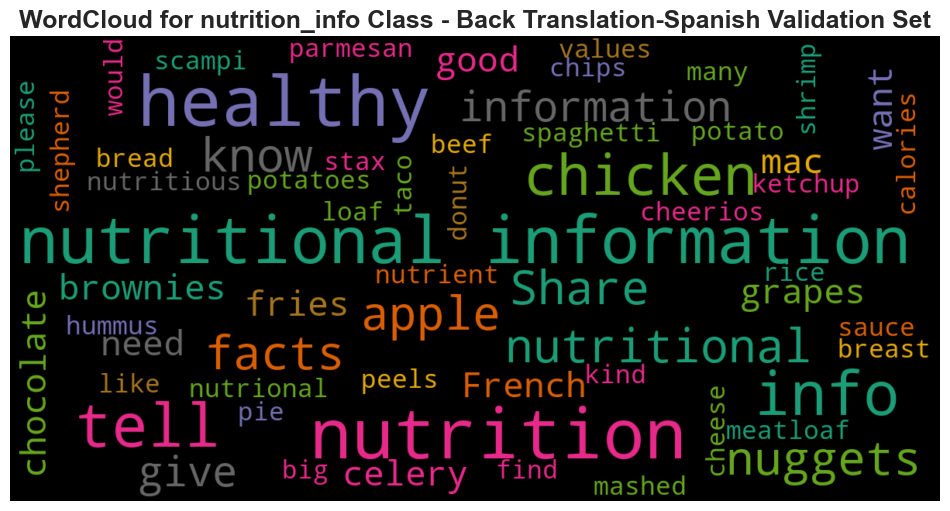 WordCloud for nutrition_info Class - Back Translation-Spanish Validation Set
would
scampi
parmesan
good
values
chips
many
shrimp
want
please
shepherd
healthy
information
calories
bread
know
stax
beef
spaghetti
potato
nutritious
potatoes
taco
donut
chicken
mac
ketchup
loaf
cheerios
nutritional information
brownies
nutrient
Share
rice
grapes
chocolate
hummus
fries
apple
need
facts
nutritional
sauce
breast
like
nutrional
peels
French
kind
info
tell
pie
nutrition
cheese
meatloaf
nuggets
give
big
celery
find
mashed